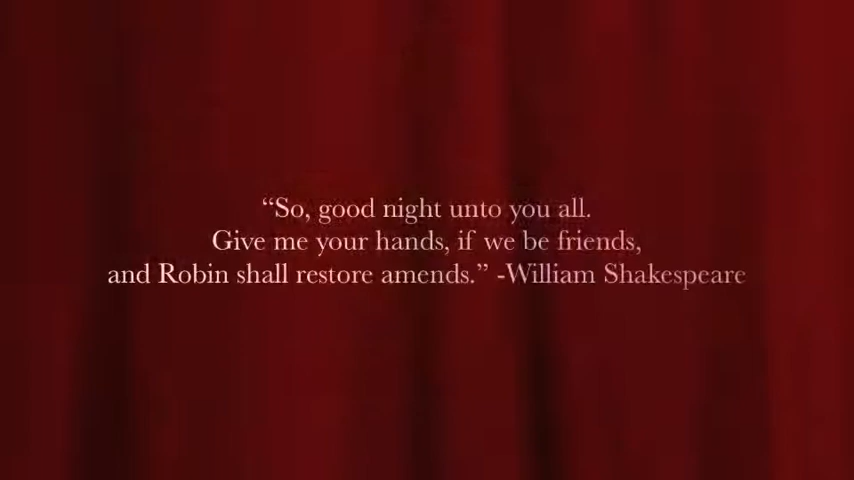 “So, good night unto you all.
Give me your hands, if we be friends,
and Robin shall restore amends.” -William Shakespeare